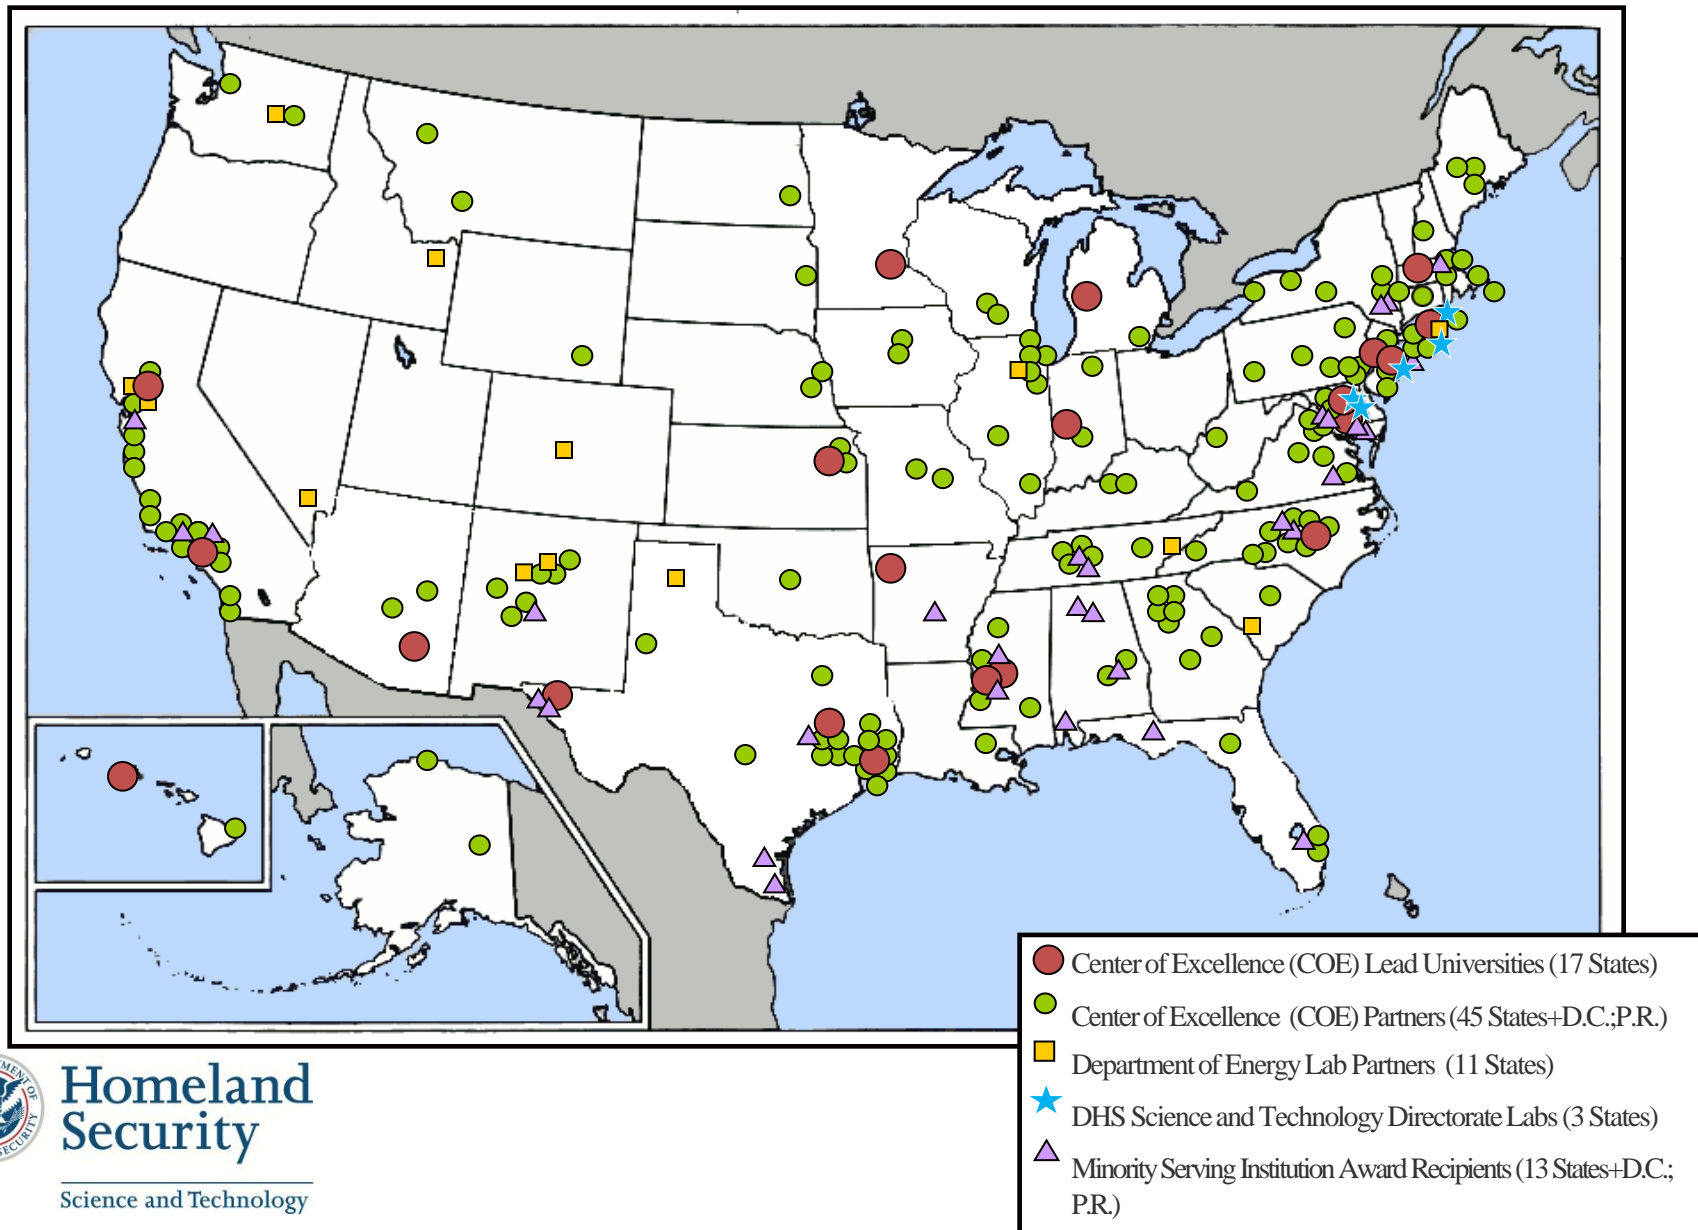 Center of Excellence (COE) Lead Universities (17 States)
Center of Excellence (COE) Partners (45 States+D.C.;P.R.)
Department of Energy Lab Partners (11 States)
DHS Science and Technology Directorate Labs (3 States)
Minority Serving Institution Award Recipients (13 States+D.C.;
P.R.)
Homeland
Security
Science and Technology